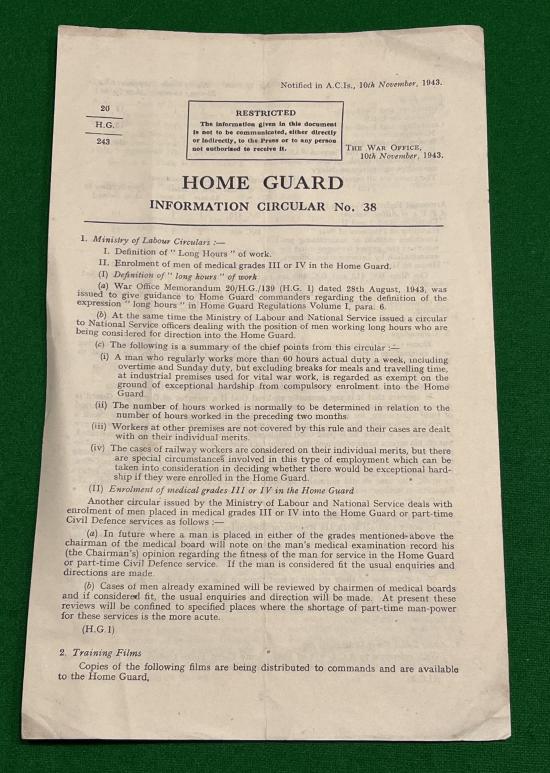 Notified in A.C.Is., 10th November, 1943.
20
H.G.
243
RESTRICTED
The information given in this document
is not to be communicated, either directly
or indirectly, to the Press or to any person
not authorised to receive it.
THE WAR OFFICE,
10th November, 1943.
HOME GUARD
INFORMATION CIRCULAR No. 38
1. Ministry of Labour Circulars :—
I. Definition of " Long Hours " of work.
II. Enrolment of men of medical grades III or IV in the Home Guard.
(I) Definition of " long hours " of work
(a) War Office Memorandum 20/H.G./139 (H.G. I) dated 28th August, 1943, was
issued to give guidance to Home Guard commanders regarding the definition of the
expression " long hours " in Home Guard Regulations Volume I, para. 6.
(b) At the same time the Ministry of Labour and National Service issued a circular
to National Service officers dealing with the position of men working long hours who are
being considered for direction into the Home Guard.
(c) The following is a summary of the chief points from this circular :—
(i) A man who regularly works more than 60 hours actual duty a week, including
overtime and Sunday duty, but excluding breaks for meals and travelling time,
at industrial premises used for vital war work, is regarded as exempt on the
ground of exceptional hardship from compulsory enrolment into the Home
Guard
(ii) The number of hours worked is normally to be determined in relation to the
number of hours worked in the preceding two months.
(iii) Workers at other premises are not covered by this rule and their cases are dealt
with on their individual merits.
(iv) The cases of railway workers are considered on their individual merits, but there
are special circumstances involved in this type of employment which can be
taken into consideration in deciding whether there would be exceptional hard-
ship if they were enrolled in the Home Guard.
(II) Enrolment of medical grades III or IV in the Home Guard
Another circular issued by the Ministry of Labour and National Service deals with
enrolment of men placed in medical grades III or IV into the Home Guard or part-time
Civil Defence services as follows :—
(a) In future where a man is placed in either of the grades mentioned above the
chairman of the medical board will note on the man's medical examination record his
(the Chairman's) opinion regarding the fitness of the man for service in the Home Guard
or part-time Civil Defence service. If the man is considered fit the usual enquiries and
directions are made
(b) Cases of men already examined will be reviewed by chairmen of medical boards
and if considered fit, the usual enquiries and direction will be made. At present these
reviews will be confined to specified places where the shortage of part-time man-power
for these services is the more acute.
(H.G.1)
2. Training Films
Copies of the following films are being distributed to commands and are available
to the Home Guard,